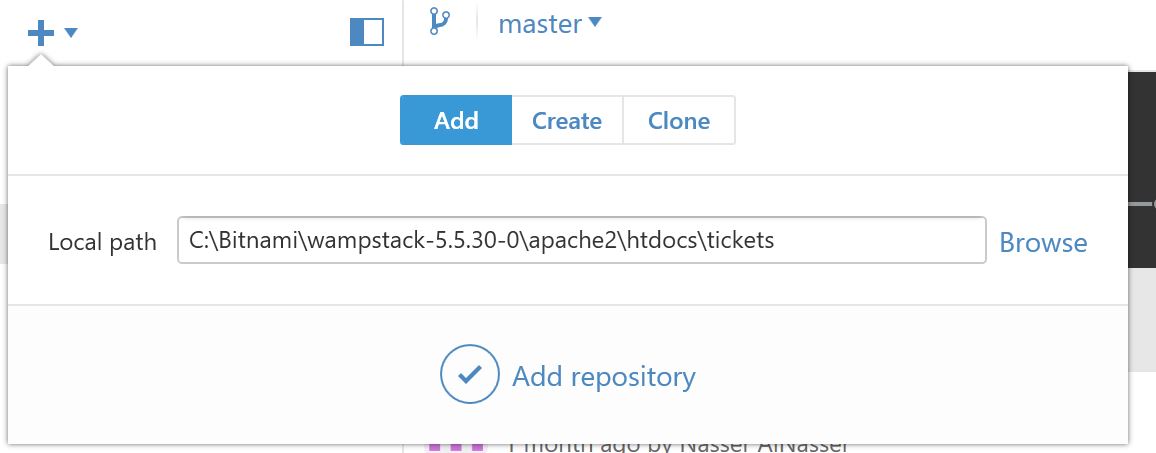 master
Add Create Clone
Local path C:\Bitnami\wampstack-5.5.30-0\apache2\htdocs\tickets Browse
Add repository
1 month ago by Nasser AlNasser